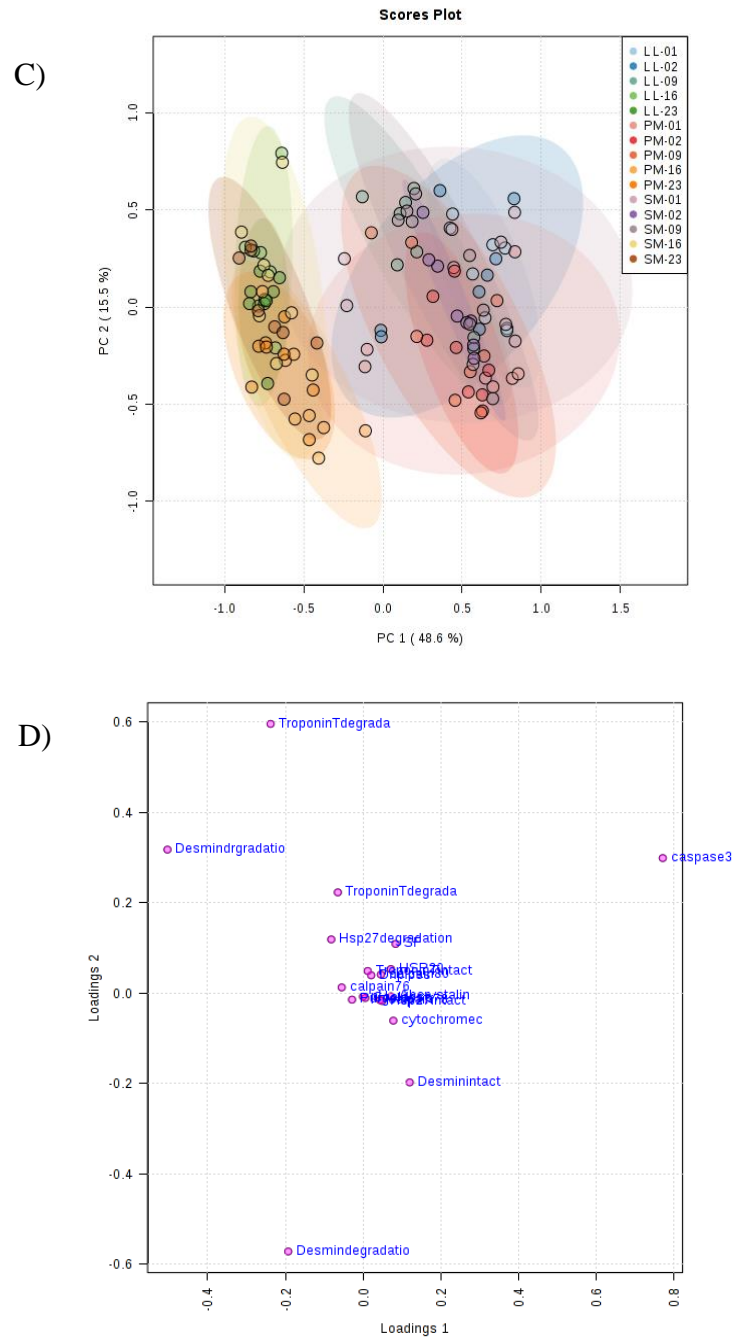 Scores Plot
C)
LL-01
LL-02
LL-09
LL-16
LL-23
PM-01
PM-02
PM-09
PM-16
PM-23
SM-01
SM-02
SM-09
SM-16
SM-23
1.0
0.5
0.0
-0.5
-1.0
PC 2 ( 15.5 %)
-1.0 -0.5 0.0 0.5 1.0 1.5
PC 1 ( 48.6 %)
D)
0.6
0.4
0.2
0.0
-0.2
-0.4
-0.6
Loadings 2
TroponinTdegrada
Desmindrgradatio
caspase3
TroponinTdegrada
Hsp27degradation
calpain76
cytochromec
Desminintact
Desmindegradatio
-0.4 -0.2 0.0 0.2 0.4 0.6 0.8
Loadings 1